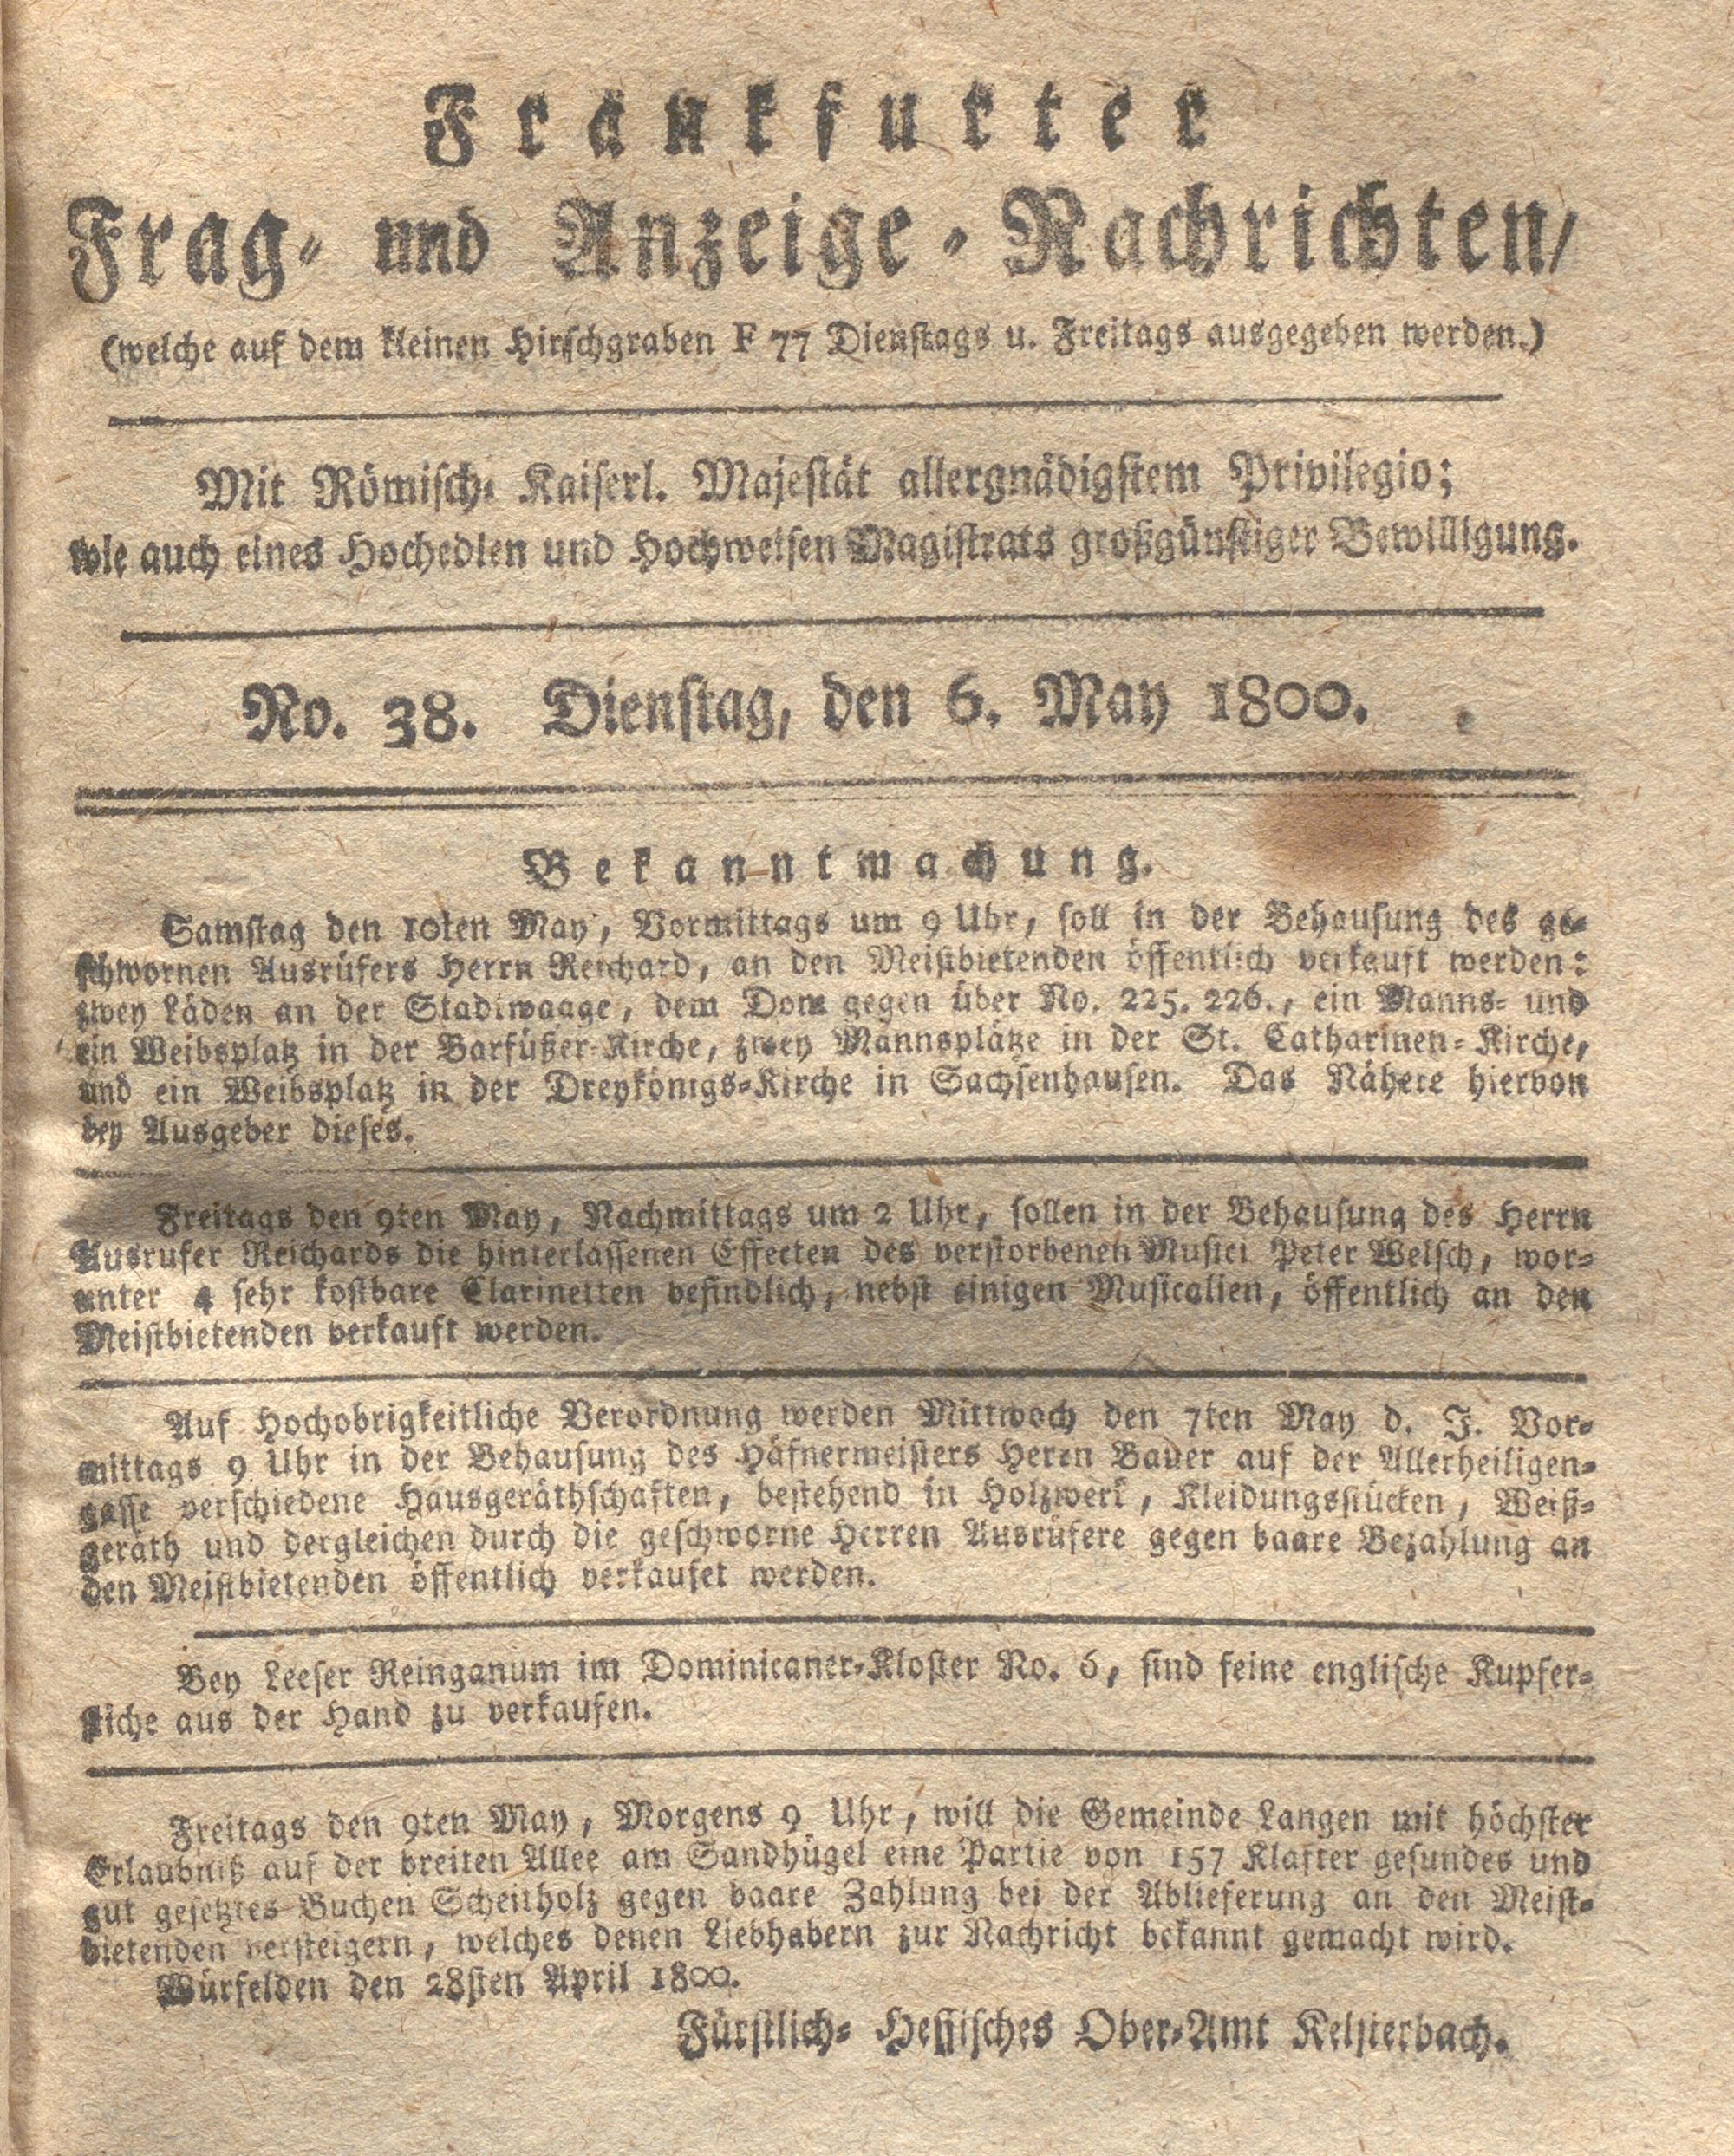 Frankfurter
Frag- und Anzeige-Nachrichten/
(welche auf dem kleinen Hirschgraben F 77 Dienstags u. Freitags ausgegeben werden.)
Mit Römisch- Kaiserl. Majestät allergnädigstem Privilegio;
wie auch eines Hochedlen und Hochweisen Magistrats großgünstiger Bewilligung.
No. 38. Dienstag, den 6. May 1800.
Bekanntmachung.
Samstag den 10ten May, Vormittags um 9 Uhr, soll in der Behausung des ge-
schwornen Ausrüfers Herrn Reichard, an den Meistbietenden öffentlich verkauft werden:
zwey Läden an der Stadtwaage, dem Dom gegen über No. 225. 226., ein Manns- und
ein Weibsplatz in der Barfüßer-Kirche, zwey Mannsplätze in der St. Catharinen-Kirche,
und ein Weibsplatz in der Dreykönigs-Kirche in Sachsenhausen. Das Nähere hiervon
bey Ausgeber dieses.
Freitags den 9ten May, Nachmittags um 2 Uhr, sollen in der Behausung des Herrn
Ausrufer Reichards die hinterlassenen Effecten des verstorbenen Musici Peter Welsch, wor-
unter 4 sehr kostbare Clarinetten befindlich, nebst einigen Musicalien, öffentlich an den
Meistbietenden verkauft werden.
Auf Hochobrigkeitliche Verordnung werden Mittwoch den 7ten May d. J. Vor-
mittags 9 Uhr in der Behausung des Häfnermeisters Herrn Bauer auf der Allerheiligen-
gasse verschiedene Hausgeräthschaften, bestehend in Holzwerk, Kleidungsstücken, Weiß-
geräth und dergleichen durch die geschworne Herren Ausrüfere gegen baare Bezahlung an
den Meistbietenden öffentlich verkaufet werden.
Bey Leeser Reinganum im Dominicaner-Kloster No. 6, sind feine englische Kupfer-
stiche aus der Hand zu verkaufen.
Freitags den 9ten May, Morgens 9 Uhr, will die Gemeinde Langen mit höchster
Erlaubniß auf der breiten Allee am Sandhügel eine Partie von 157 Klafter gesundes und
gut gesetztes Buchen Scheitholz gegen baare Zahlung bei der Ablieferung an den Meist-
bietenden versteigern, welches denen Liebhabern zur Nachricht bekannt gemacht wird.
Würfelden den 28sten April 1800.
Fürstlich- Hessisches Ober-Amt Kelsterbach.